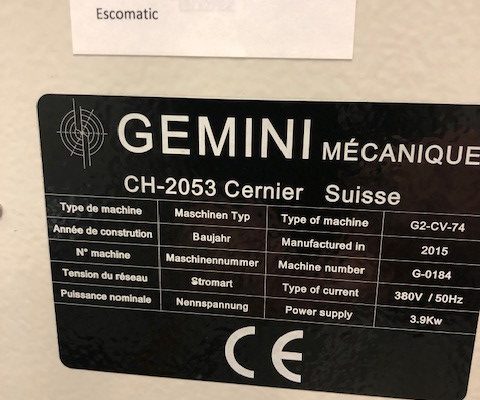 Escomatic
GEMINI MÉCANIQUE
CH-2053 Cernier Suisse
Type de machine Maschinen Typ Type of machine G2-CV-74
Année de constrution Baujahr Manufactured in 2015
N° machine Maschinennummer Machine number G-0184
Tension du réseau Stromart Type of current 380V / 50Hz
Puissance nominale Nennspannung Power supply 3.9Kw
CE